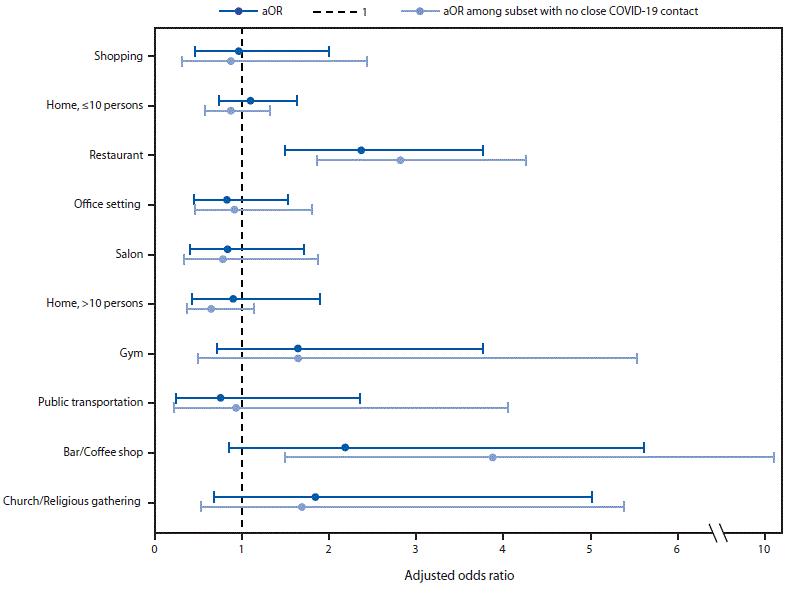 aOR 1 aOR among subset with no close COVID-19 contact
Shopping
Home, ≤10 persons
Restaurant
Office setting
Salon
Home, >10 persons
Gym
Public transportation
Bar/Coffee shop
Church/Religious gathering
0 1 2 3 4 5 6 10
Adjusted odds ratio